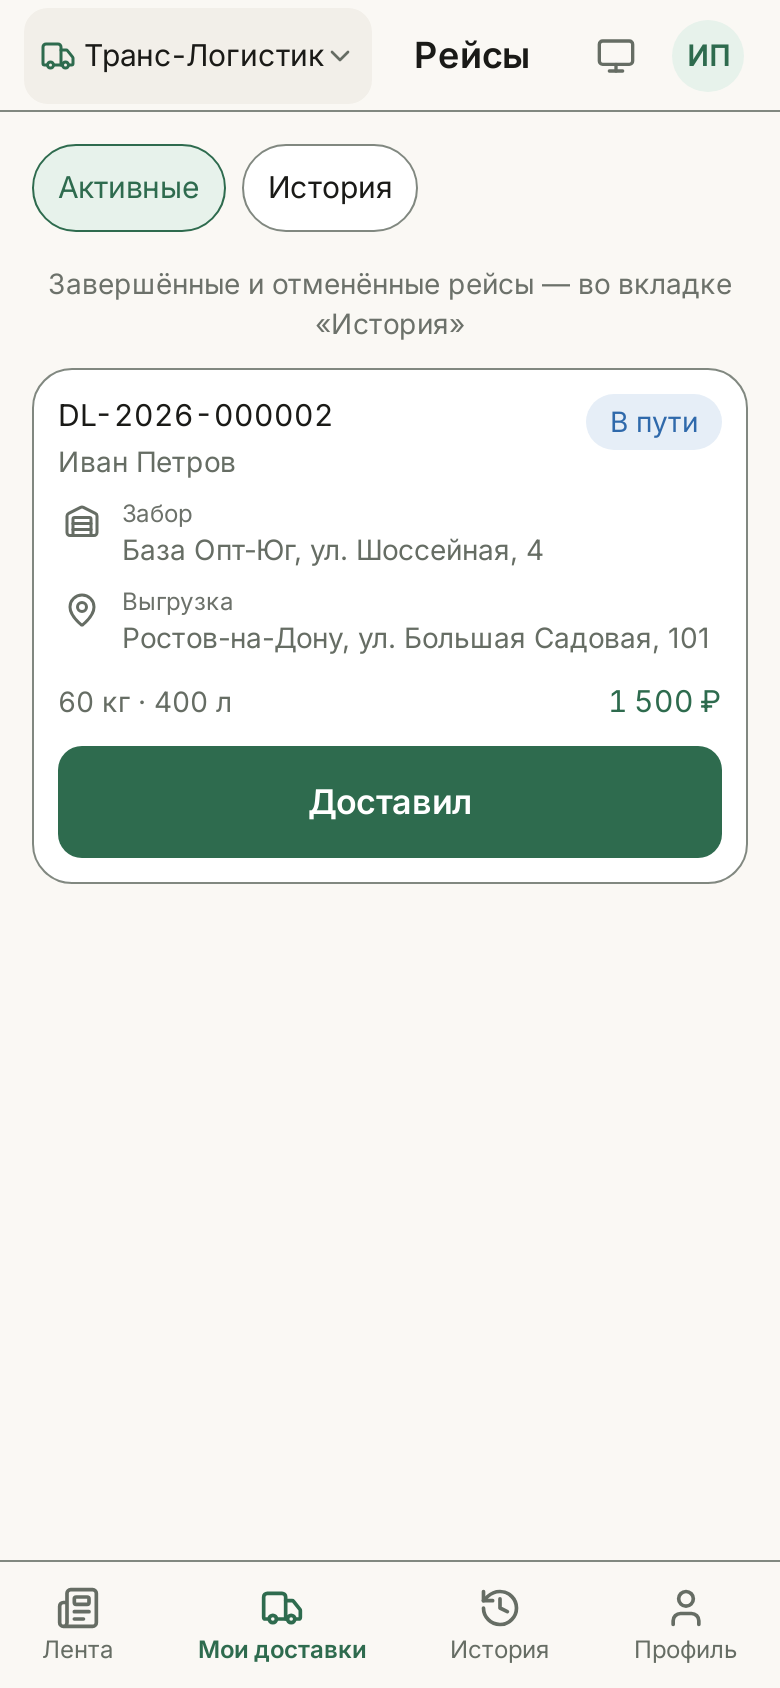 Транс-Логистик
Рейсы
ИП
Активные
История
Завершённые и отменённые рейсы — во вкладке
«История»
DL-2026-000002
В пути
Иван Петров
Забор
База Опт-Юг, ул. Шоссейная, 4
Выгрузка
Ростов-на-Дону, ул. Большая Садовая, 101
60 кг · 400 л
1 500 ₽
Доставил
Лента
Мои доставки
История
Профиль